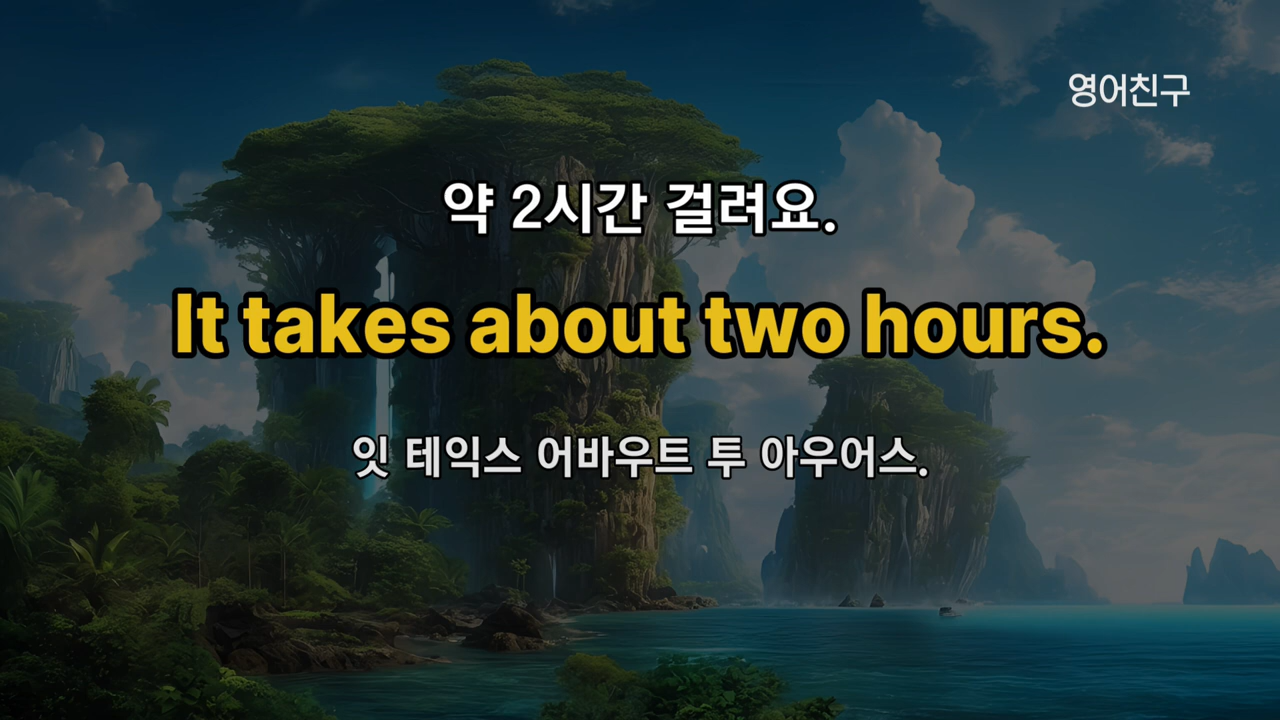 영어친구
약 2시간 걸려요.
It takes about two hours.
잇 테익스 어바우트 투 아우어스.